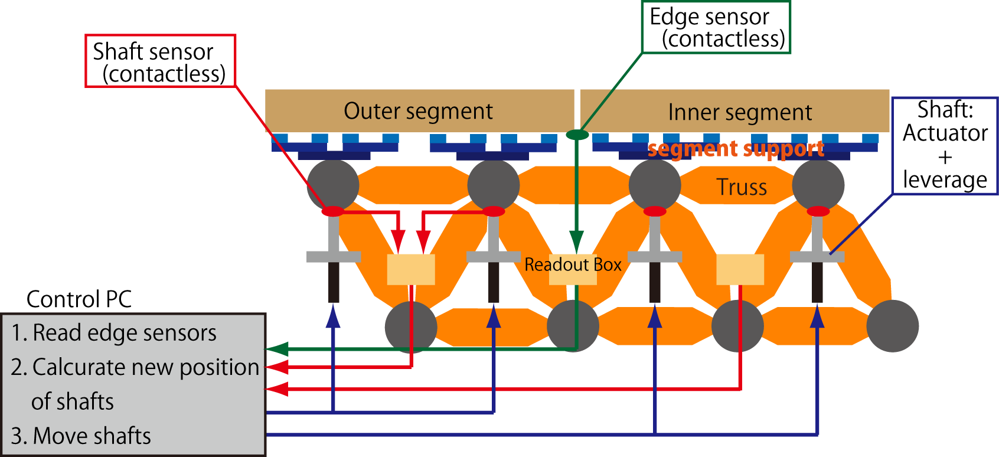 Edge sensor
(contactless)
Shaft sensor
(contactless)
Outer segment
Inner segment
Shaft:
Actuator
+
leverage
segment support
Truss
Readout Box
Control PC
1. Read edge sensors
2. Calcurate new position
of shafts
3. Move shafts